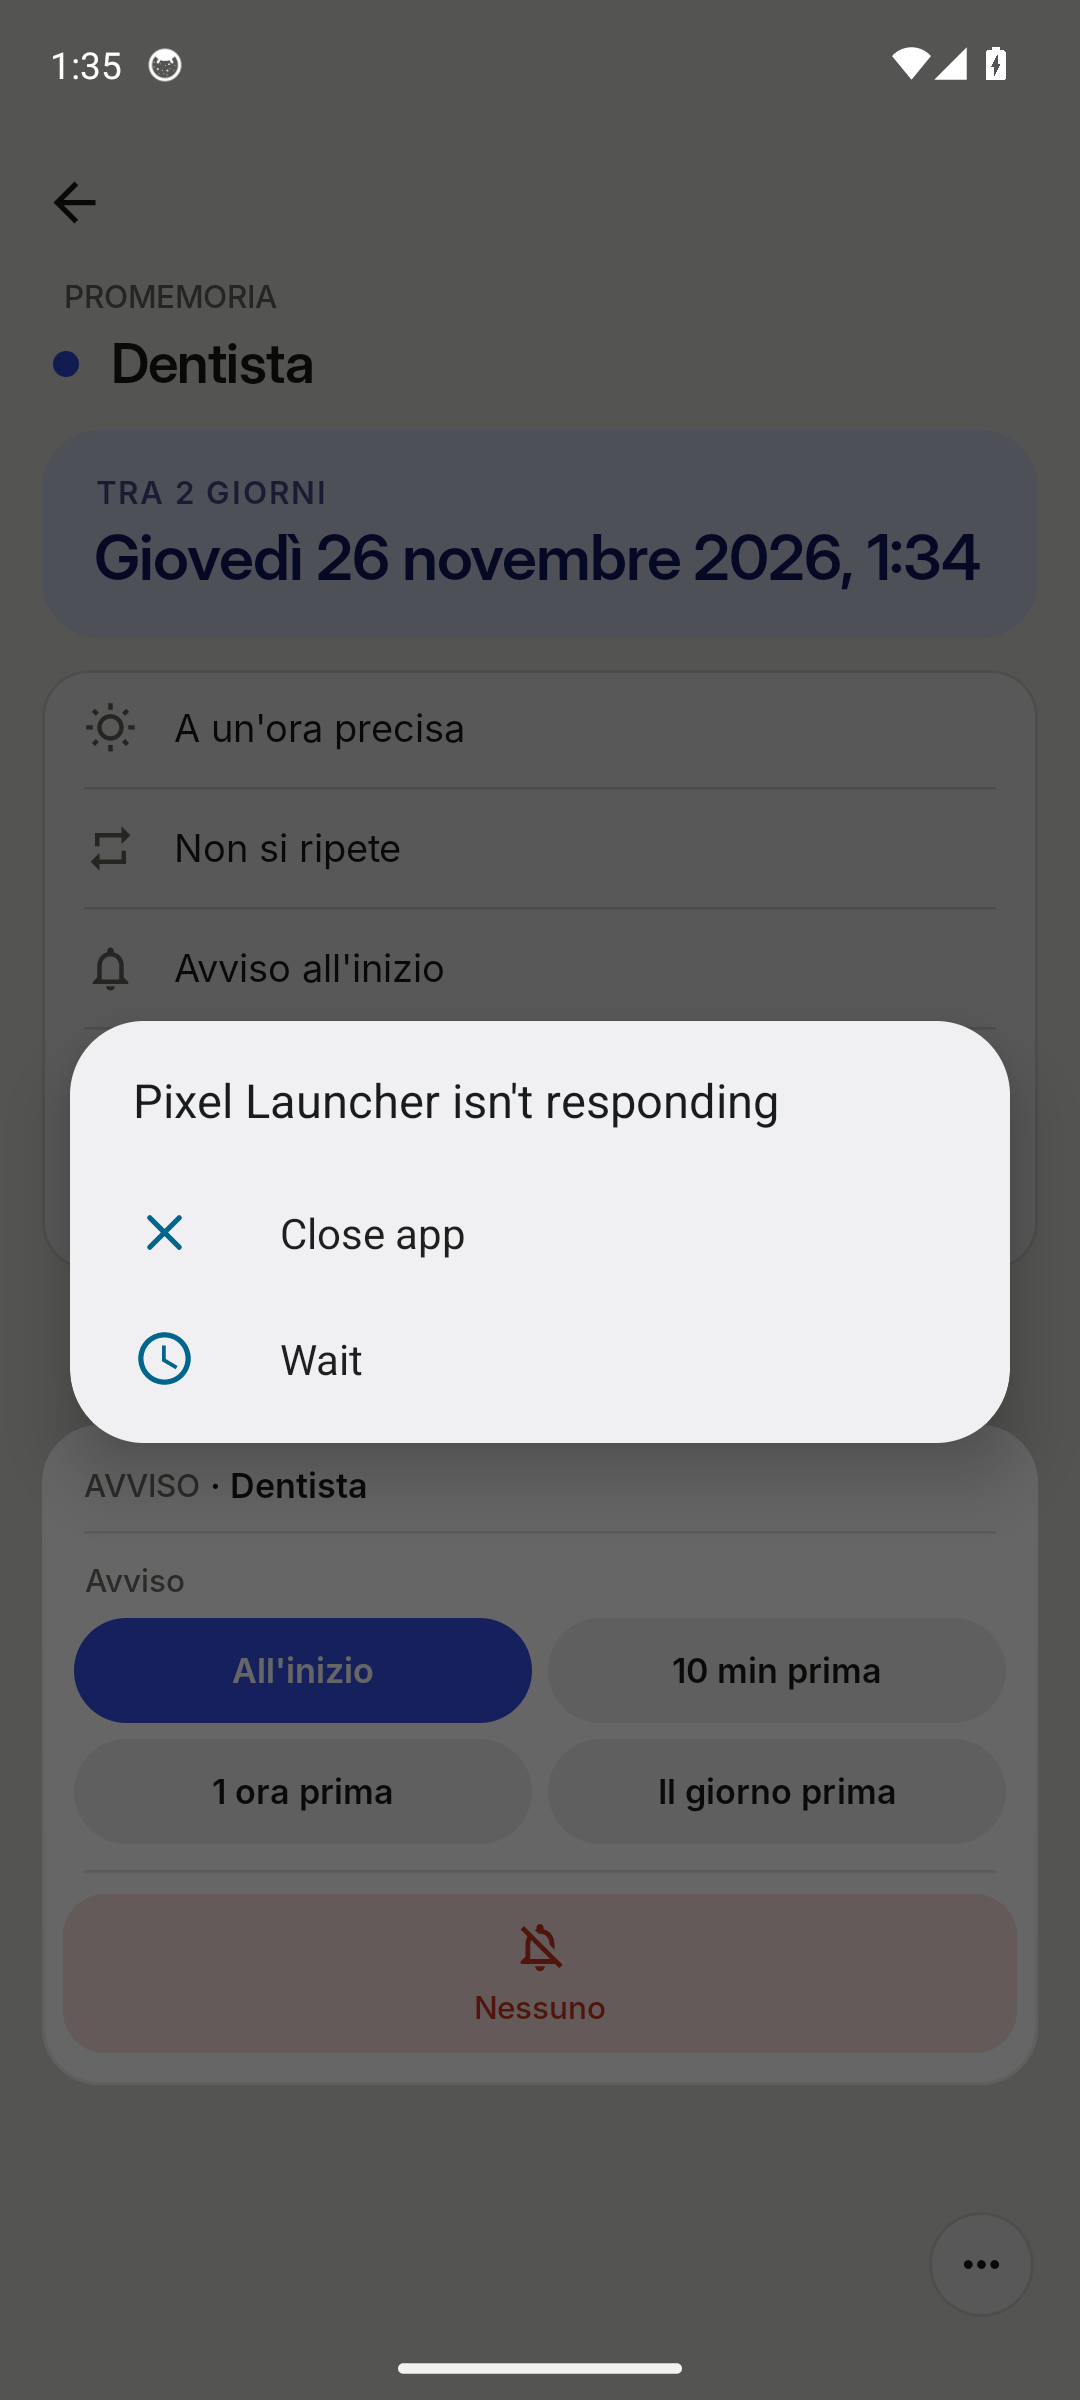 1:35
PROMEMORIA
Dentista
TRA 2 GIORNI
Giovedì 26 novembre 2026, 1:34
A un'ora precisa
Non si ripete
Avviso all'inizio
Pixel Launcher isn't responding
Close app
Wait
AVVISO · Dentista
Avviso
All'inizio
10 min prima
1 ora prima
Il giorno prima
Nessuno